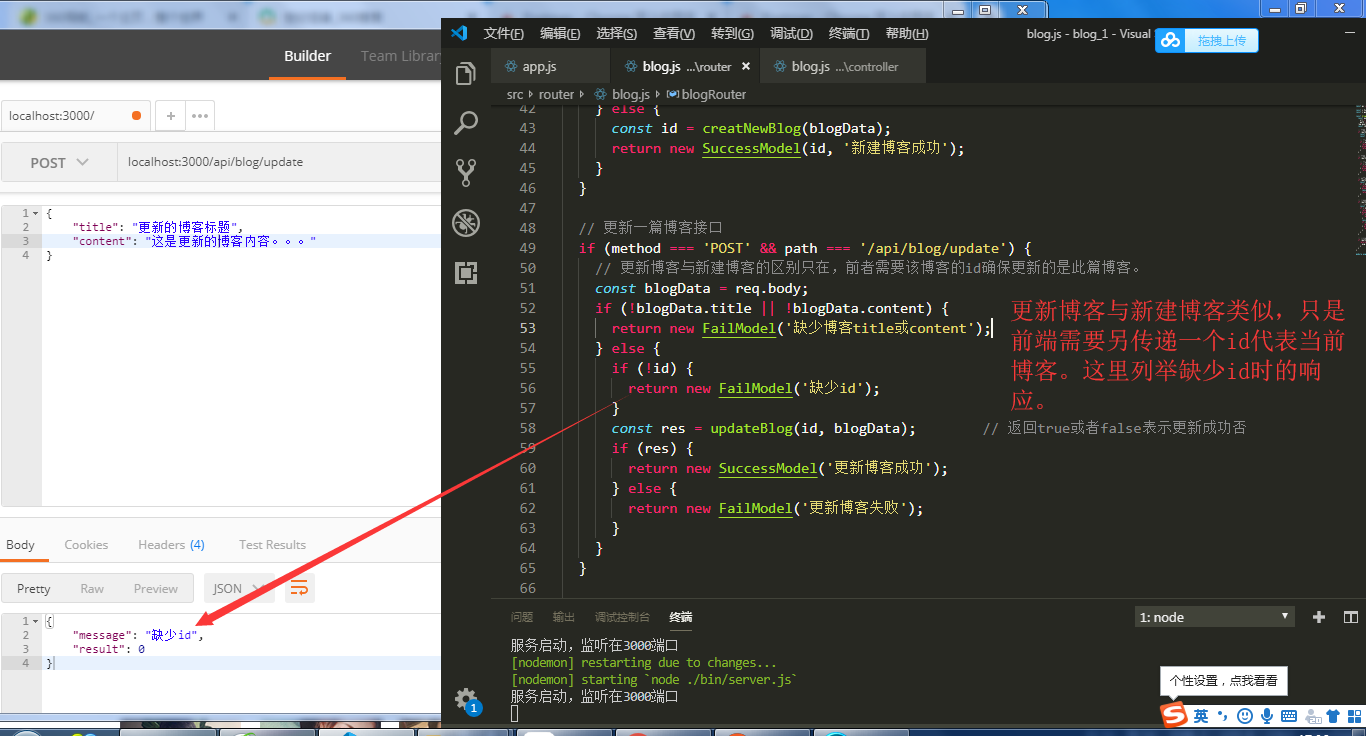 文件(F) 编辑(E) 选择(S) 查看(V) 转到(G) 调试(D) 终端(T) 帮助(H)
blog.js - blog_1 - Visual
拖拽上传
Builder Team Library
localhost:3000/
POST
localhost:3000/api/blog/update
1 {
2 "title": "更新的博客标题",
3 "content": "这是更新的博客内容。。。"
4 }
Body Cookies Headers (4) Test Results
Pretty Raw Preview JSON
1 {
2 "message": "缺少id",
3 "result": 0
4 }
app.js
blog.js ...\router
blog.js ...\controller
src router blog.js blogRouter
42 } else {
43 const id = creatNewBlog(blogData);
44 return new SuccessModel(id, '新建博客成功');
45 }
46 }
47
48 // 更新一篇博客接口
49 if (method === 'POST' && path === '/api/blog/update') {
50 // 更新博客与新建博客的区别只在，前者需要该博客的id确保更新的是此篇博客。
51 const blogData = req.body;
52 if (!blogData.title || !blogData.content) {
53 return new FailModel('缺少博客title或content');
54 } else {
55 if (!id) {
56 return new FailModel('缺少id');
57 }
58 const res = updateBlog(id, blogData); // 返回true或者false表示更新成功否
59 if (res) {
60 return new SuccessModel('更新博客成功');
61 } else {
62 return new FailModel('更新博客失败');
63 }
64 }
65 }
66
更新博客与新建博客类似，只是
前端需要另传递一个id代表当前
博客。这里列举缺少id时的响
应。
问题 输出 调试控制台 终端
1: node
服务启动，监听在3000端口
[nodemon] restarting due to changes...
[nodemon] starting `node ./bin/server.js`
服务启动，监听在3000端口
个性设置，点我看看
1
英